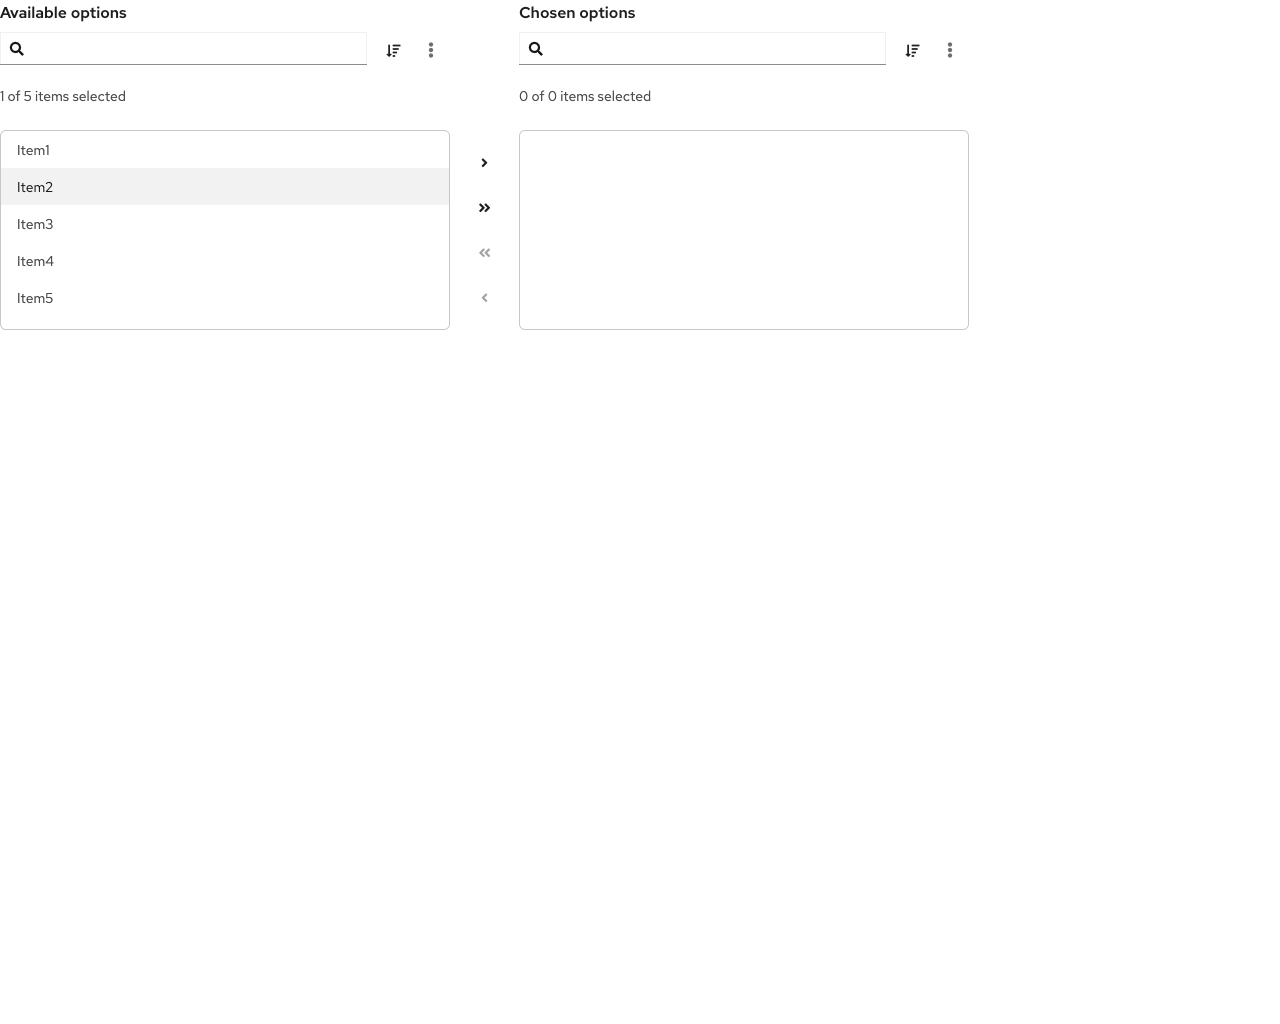 Available options
1 of 5 items selected
Item1
Item2
Item3
Item4
Item5
Chosen options
0 of 0 items selected